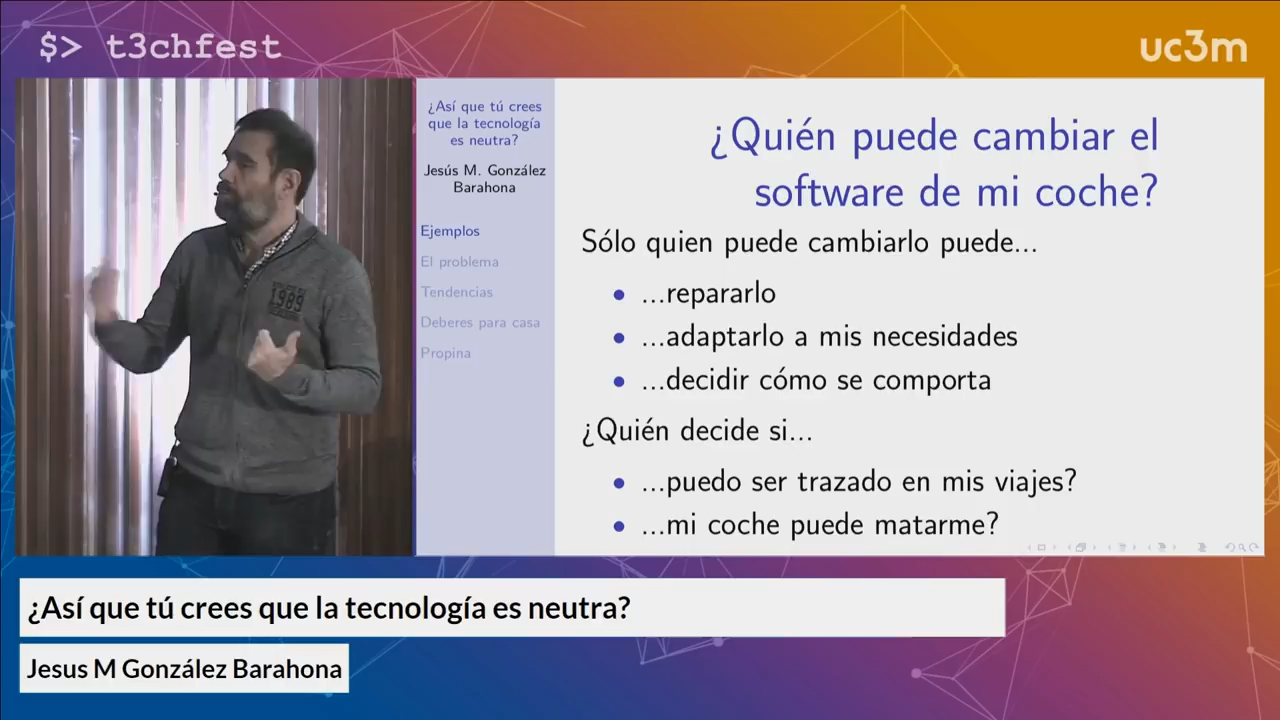 $> t3chfest
uc3m
¿Así que tú crees
que la tecnología
es neutra?
Jesús M. González
Barahona
Ejemplos
El problema
Tendencias
Deberes para casa
Propina
¿Quién puede cambiar el
software de mi coche?
Sólo quien puede cambiarlo puede...
• ...repararlo
• ...adaptarlo a mis necesidades
• ...decidir cómo se comporta
¿Quién decide si...
• ...puedo ser trazado en mis viajes?
• ...mi coche puede matarme?
1989
¿Así que tú crees que la tecnología es neutra?
Jesus M González Barahona